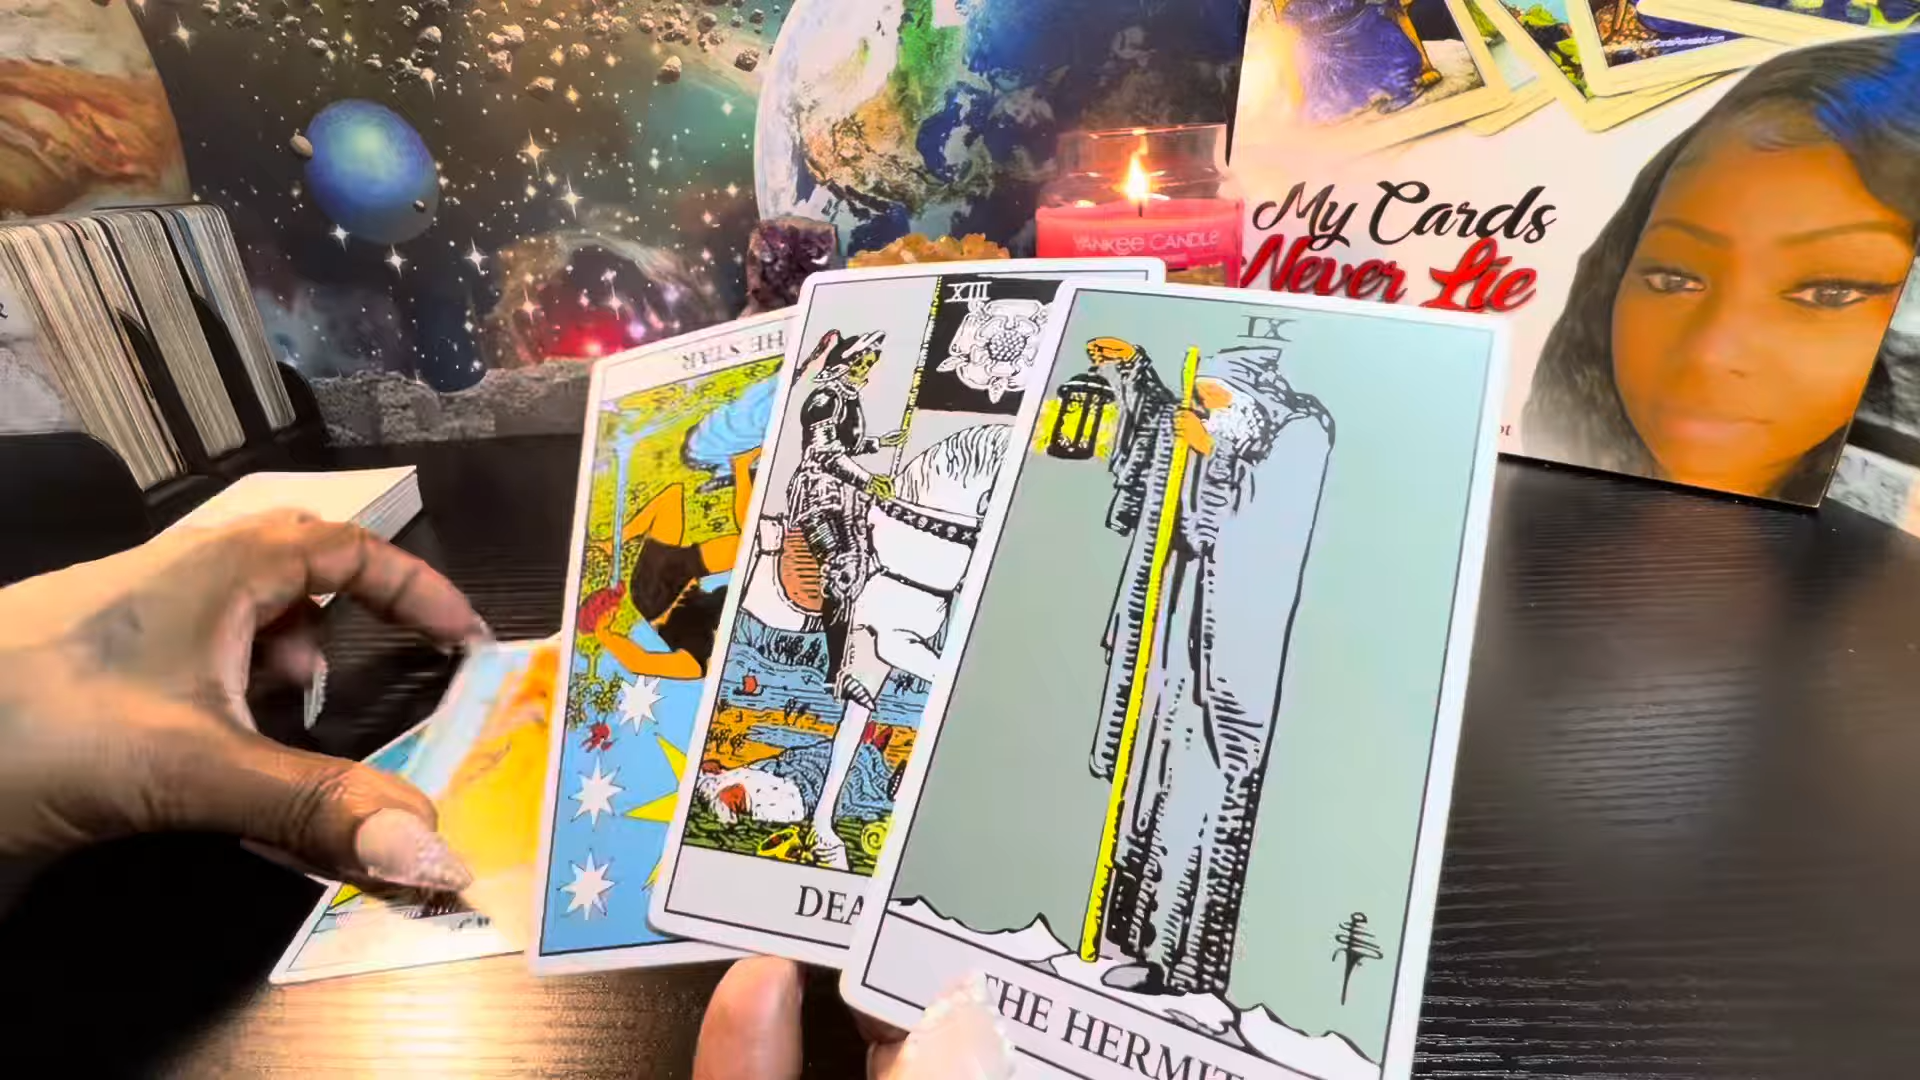 My Cards
Never Lie
YANKEE CANDLE
THE STAR
XIII
DEA
IX
THE HERMIT